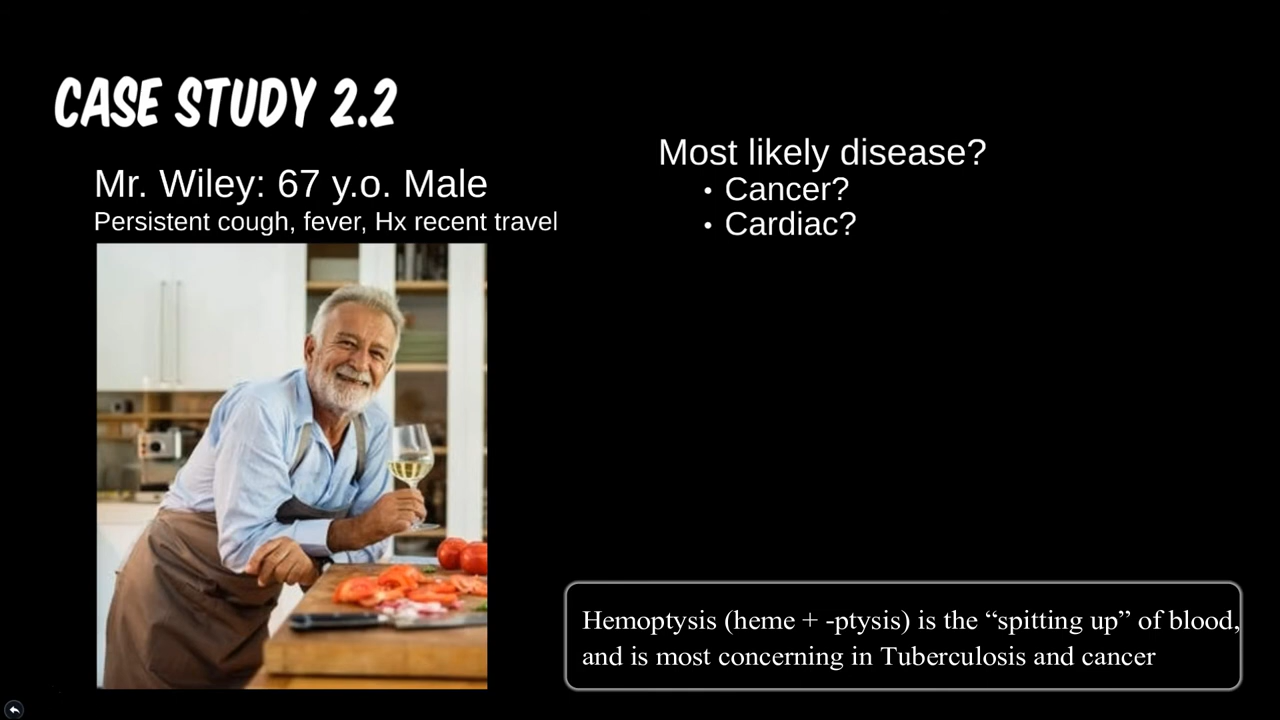 CASE STUDY 2.2
Mr. Wiley: 67 y.o. Male
Persistent cough, fever, Hx recent travel
Most likely disease?
• Cancer?
• Cardiac?
Hemoptysis (heme + -ptysis) is the “spitting up” of blood,
and is most concerning in Tuberculosis and cancer